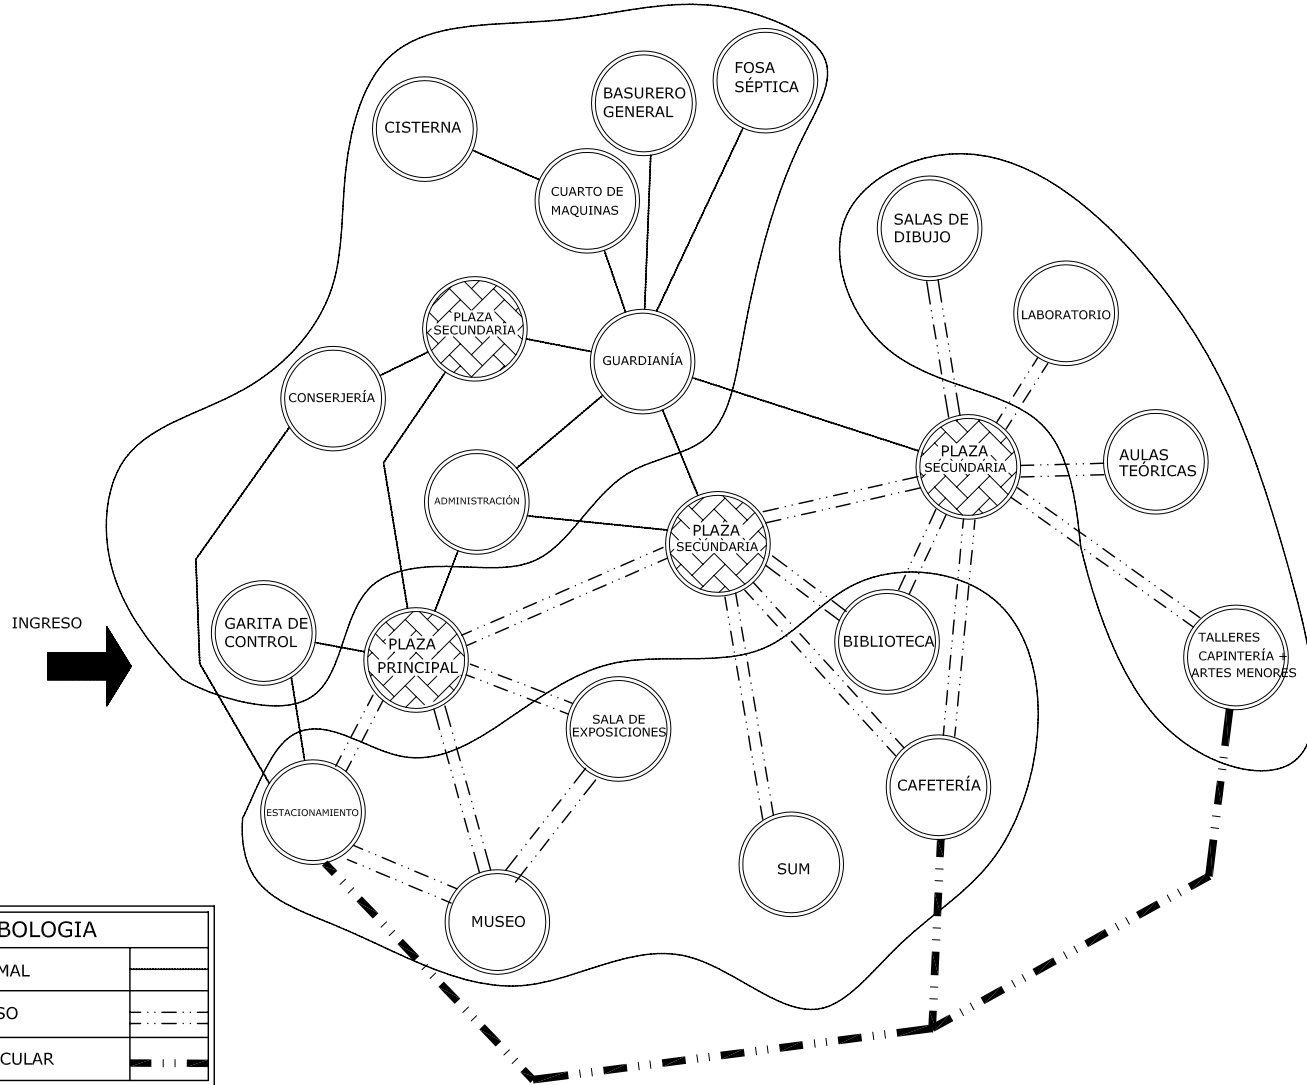 FOSA
SÉPTICA
BASURERO
GENERAL
CISTERNA
CUARTO DE
MAQUINAS
SALAS DE
DIBUJO
LABORATORIO
PLAZA
SECUNDARIA
GUARDIANÍA
CONSERJERÍA
PLAZA
SECUNDARIA
AULAS
TEÓRICAS
ADMINISTRACIÓN
PLAZA
SECUNDARIA
INGRESO
GARITA DE
CONTROL
PLAZA
PRINCIPAL
BIBLIOTECA
TALLERES
CAPINTERÍA +
ARTES MENORES
SALA DE
EXPOSICIONES
CAFETERÍA
ESTACIONAMIENTO
SUM
MUSEO
BOLOGIA
MAL
SO
CULAR